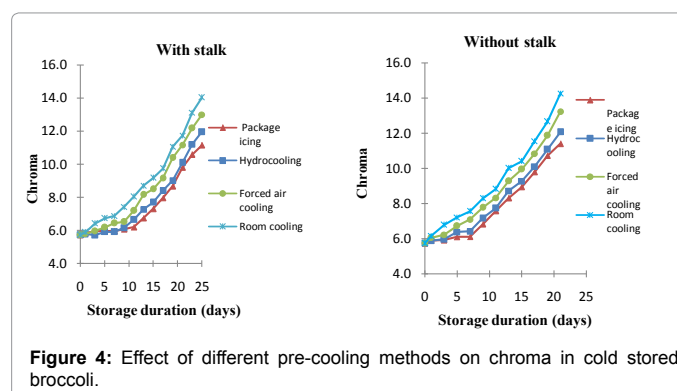 With stalk
16.0
14.0
12.0
10.0
8.0
6.0
4.0
Chroma
0 5 10 15 20 25
Storage duration (days)
Package
icing
Hydrocooling
Forced air
cooling
Room cooling
Without stalk
16.0
14.0
12.0
10.0
8.0
6.0
4.0
Chroma
0 5 10 15 20 25
Storage duration (days)
Packag
e icing
Hydroc
ooling
Forced
air
cooling
Room
cooling
Figure 4: Effect of different pre-cooling methods on chroma in cold stored
broccoli.